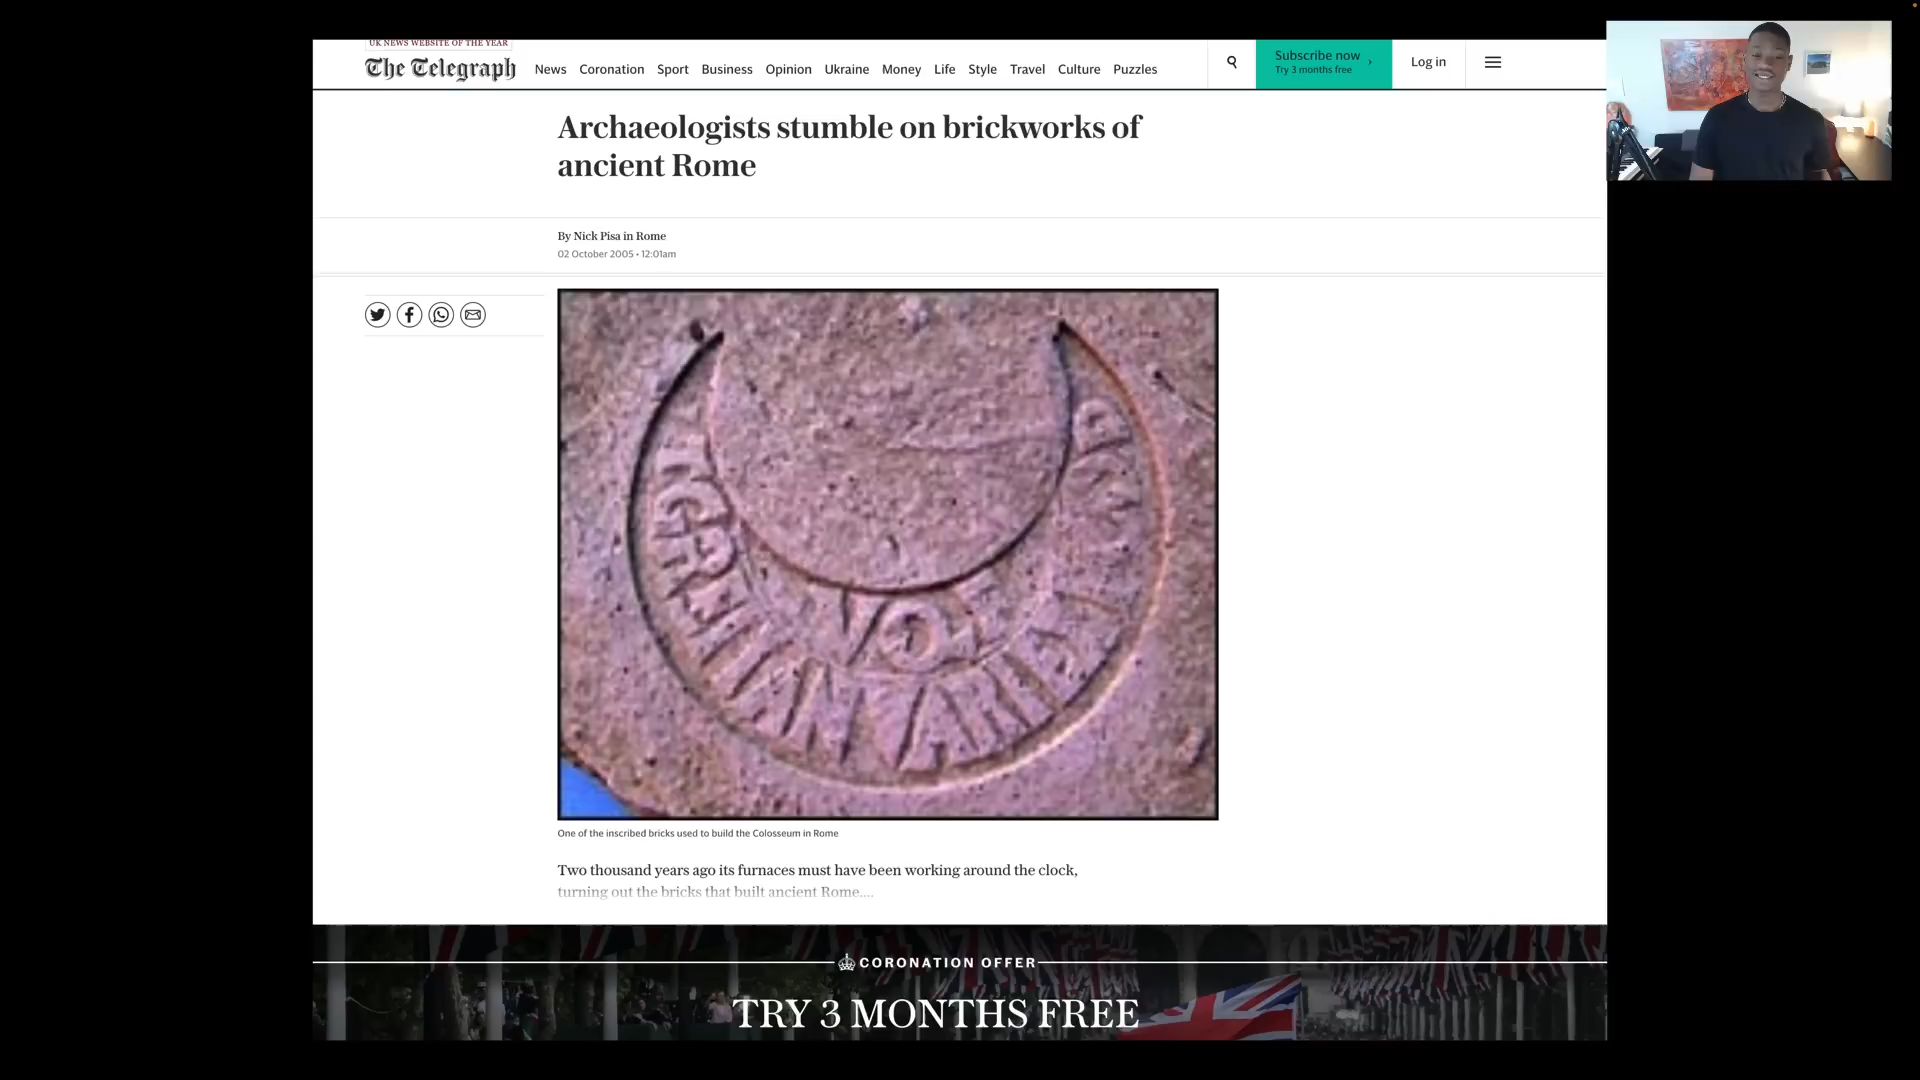 UK NEWS WEBSITE OF THE YEAR
The Telegraph
News Coronation Sport Business Opinion Ukraine Money Life Style Travel Culture Puzzles
Subscribe now ›
Try 3 months free
Log in
Archaeologists stumble on brickworks of
ancient Rome
By Nick Pisa in Rome
02 October 2005 • 12:01am
One of the inscribed bricks used to build the Colosseum in Rome
Two thousand years ago its furnaces must have been working around the clock,
turning out the bricks that built ancient Rome....
CORONATION OFFER
TRY 3 MONTHS FREE